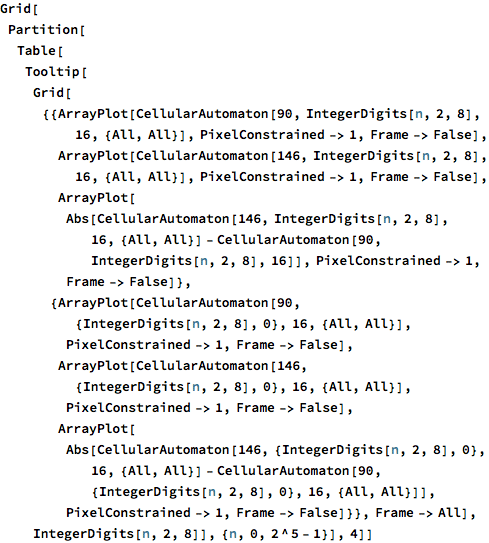 Grid[
Partition[
Table[
Tooltip[
Grid[
{{ArrayPlot[CellularAutomaton[90, IntegerDigits[n, 2, 8],
16, {All, All}], PixelConstrained -> 1, Frame -> False],
ArrayPlot[CellularAutomaton[146, IntegerDigits[n, 2, 8],
16, {All, All}], PixelConstrained -> 1, Frame -> False],
ArrayPlot[
Abs[CellularAutomaton[146, IntegerDigits[n, 2, 8],
16, {All, All}] - CellularAutomaton[90,
IntegerDigits[n, 2, 8], 16]], PixelConstrained -> 1,
Frame -> False]},
{ArrayPlot[CellularAutomaton[90,
{IntegerDigits[n, 2, 8], 0}, 16, {All, All}],
PixelConstrained -> 1, Frame -> False],
ArrayPlot[CellularAutomaton[146,
{IntegerDigits[n, 2, 8], 0}, 16, {All, All}],
PixelConstrained -> 1, Frame -> False],
ArrayPlot[
Abs[CellularAutomaton[146, {IntegerDigits[n, 2, 8], 0},
16, {All, All}] - CellularAutomaton[90,
{IntegerDigits[n, 2, 8], 0}, 16, {All, All}]],
PixelConstrained -> 1, Frame -> False]}}, Frame -> All],
IntegerDigits[n, 2, 8]], {n, 0, 2^5 - 1}], 4]]